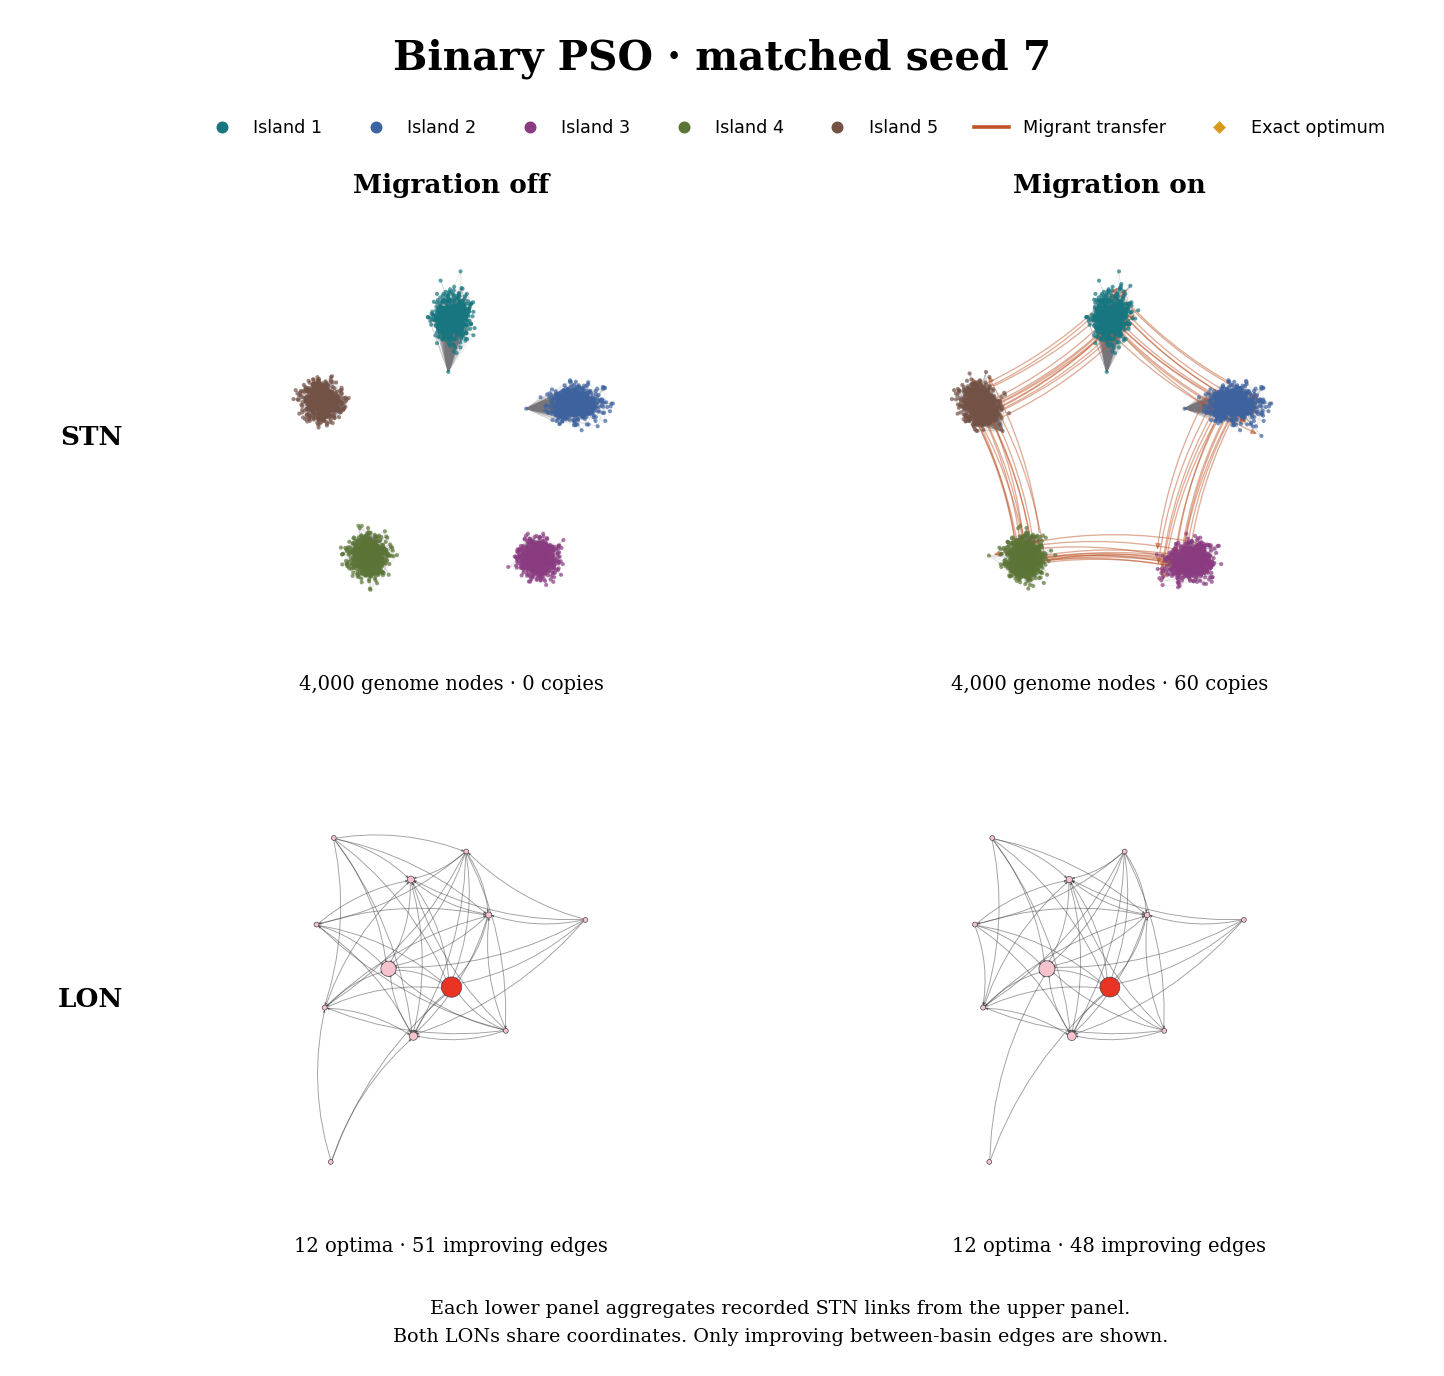 Binary PSO · matched seed 7
Island 1 Island 2 Island 3 Island 4 Island 5 Migrant transfer Exact optimum
Migration off Migration on
STN
4,000 genome nodes · 0 copies 4,000 genome nodes · 60 copies
LON
12 optima · 51 improving edges 12 optima · 48 improving edges
Each lower panel aggregates recorded STN links from the upper panel.
Both LONs share coordinates. Only improving between-basin edges are shown.